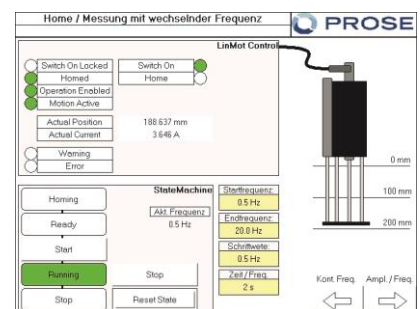 Home / Messung mit wechselnder Frequenz
PROSE
LinMot Control
Switch On Locked
Switch On
Homed
Home
Operation Enabled
Motion Active
Actual Position
188.637 mm
Actual Current
3.646 A
Warning
Error
0 mm
100 mm
200 mm
StateMachine
Homing
Ready
Start
Running
Stop
Stop
Reset State
Akt. Frequenz
0.5 Hz
Startfrequenz:
0.5 Hz
Endfrequenz:
20.0 Hz
Schrittwete:
0.5 Hz
Zeit / Freq.
2 s
Kont. Freq.
Ampl. / Freq.